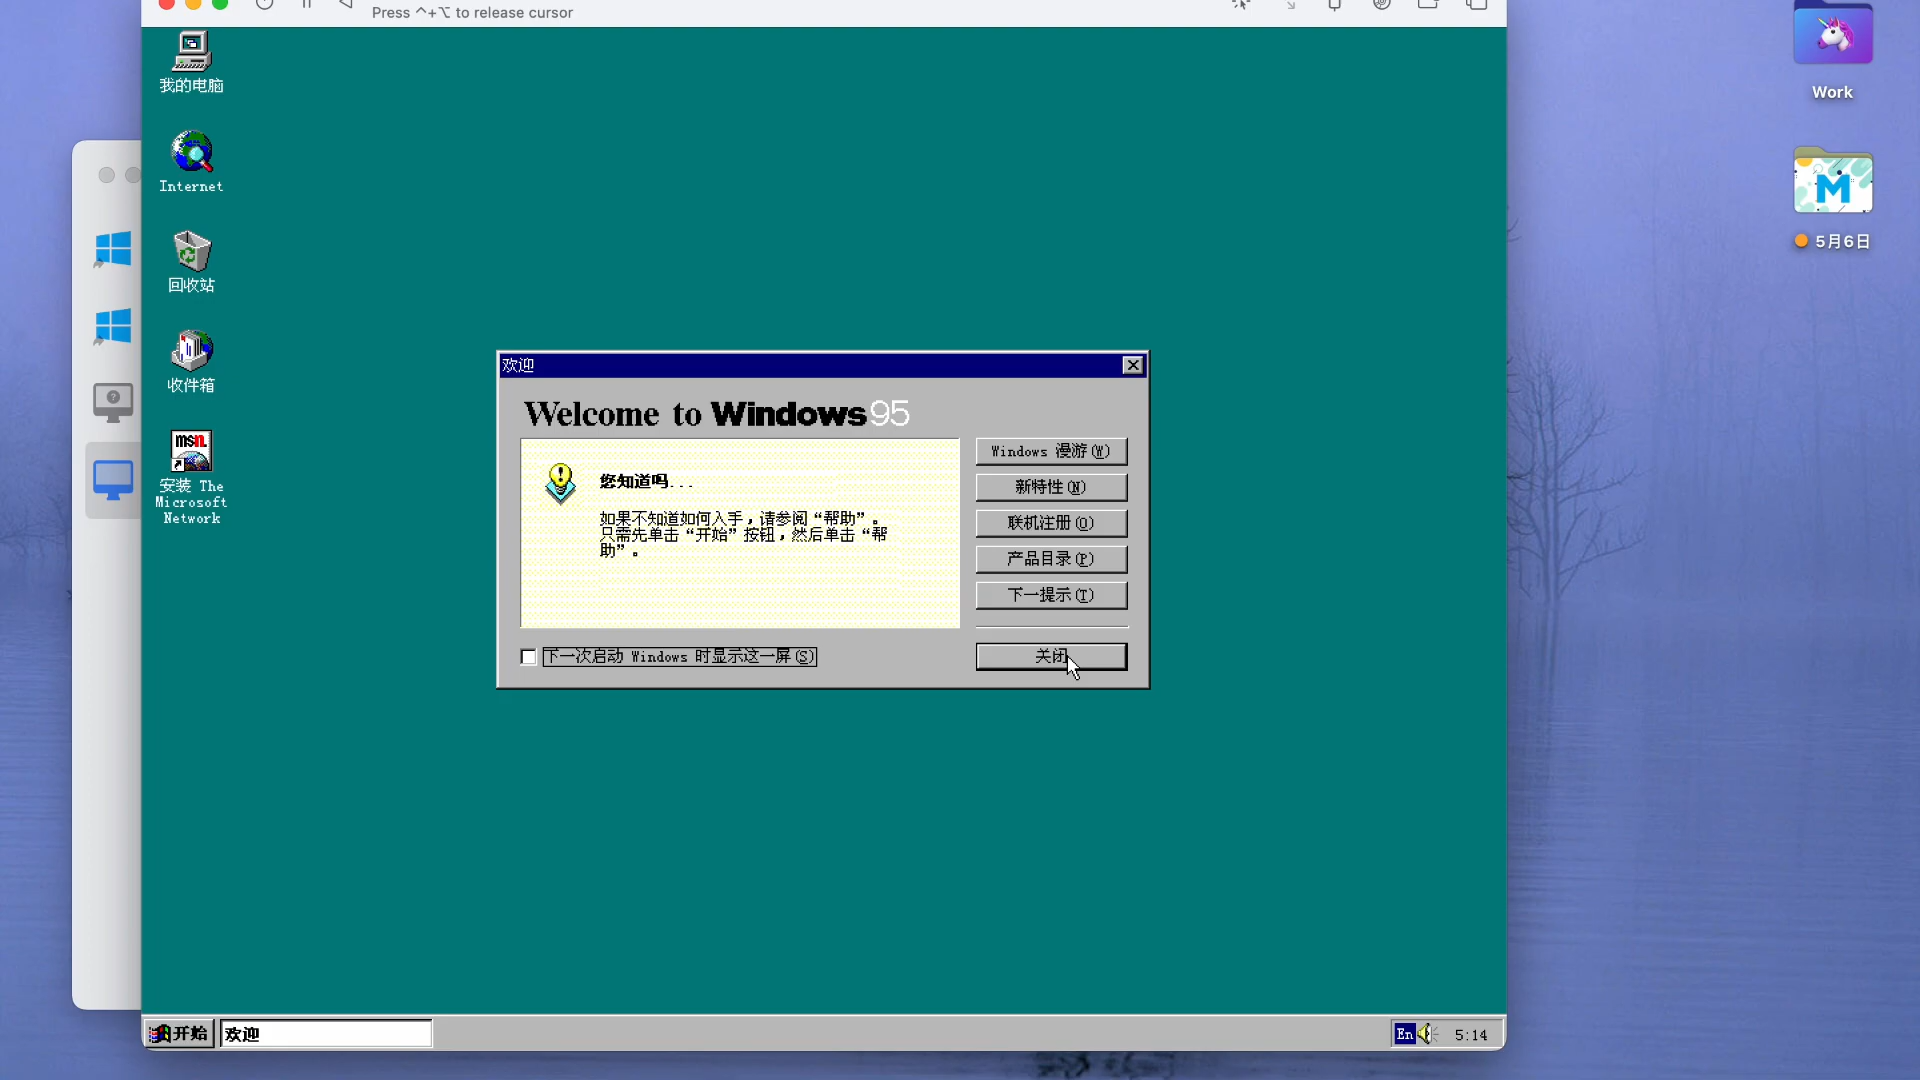 Press ^+⌥ to release cursor
Work
5月6日
我的电脑
Internet
回收站
收件箱
msn.
安装 The
Microsoft
Network
欢迎
Welcome to Windows 95
您知道吗...
如果不知道如何入手，请参阅“帮助”。
只需先单击“开始”按钮，然后单击“帮
助”。
Windows 漫游(W)
新特性(N)
联机注册(O)
产品目录(P)
下一提示(T)
下一次启动 Windows 时显示这一屏(S)
关闭
开始
欢迎
En
5:14